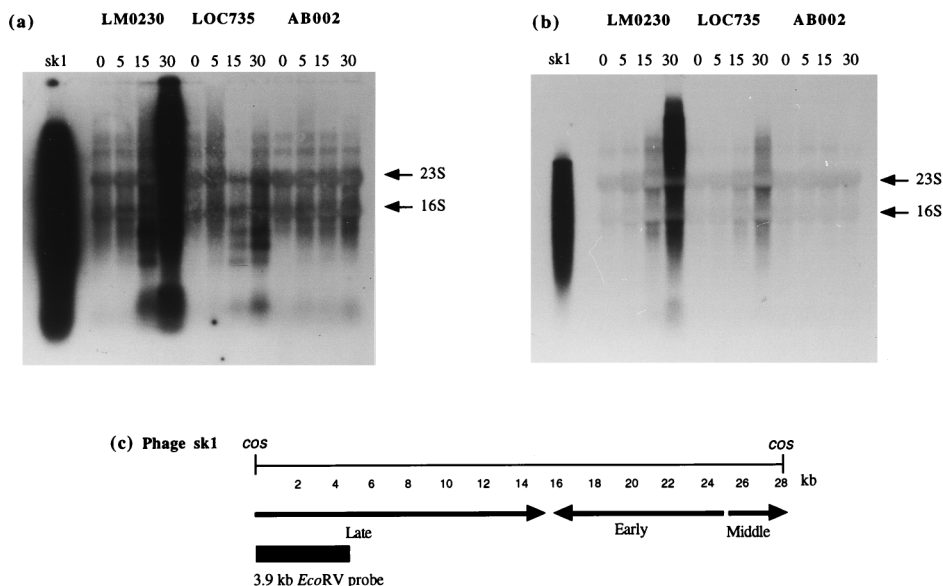 (a)
LM0230 LOC735 AB002
sk1 0 5 15 30 0 5 15 30 0 5 15 30
23S
16S
(b)
LM0230 LOC735 AB002
sk1 0 5 15 30 0 5 15 30 0 5 15 30
23S
16S
(c) Phage sk1
cos cos
2 4 6 8 10 12 14 16 18 20 22 24 26 28 kb
Late Early Middle
3.9 kb EcoRV probe